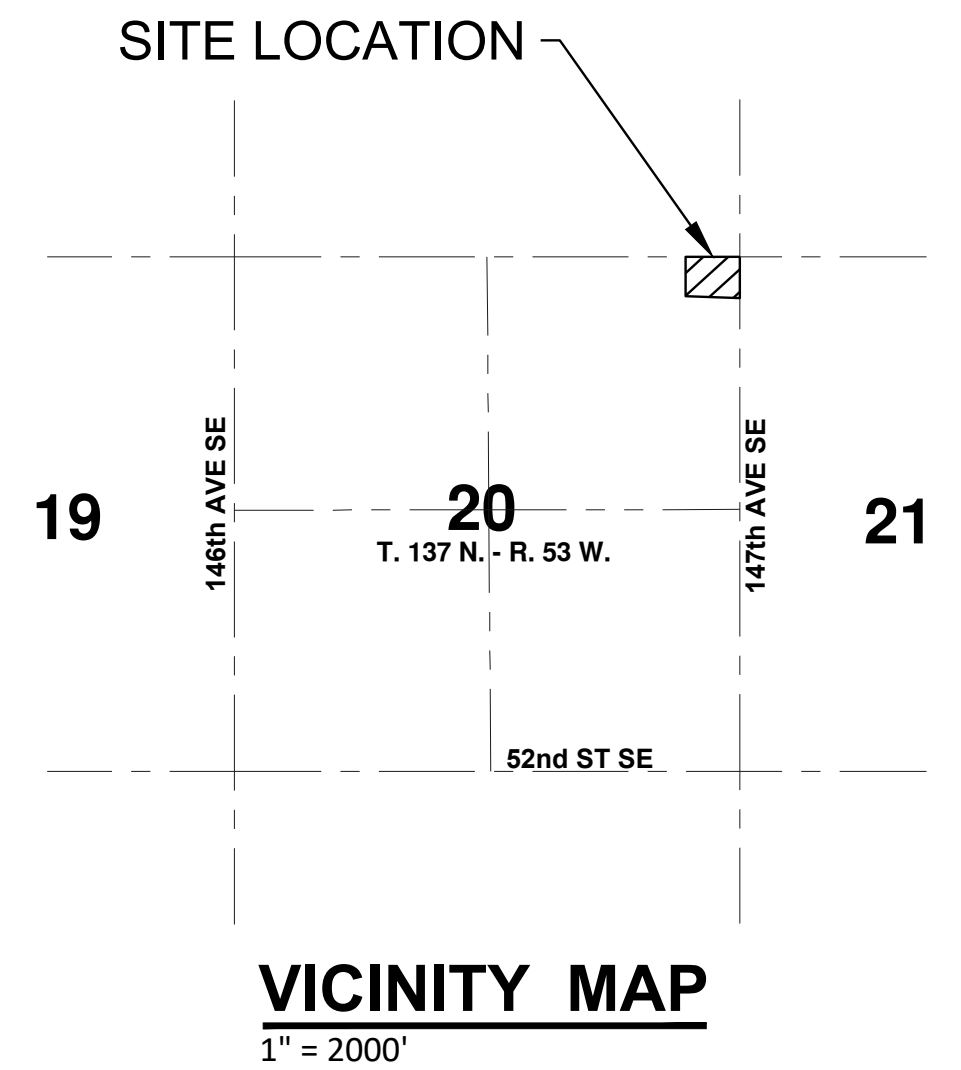 SITE LOCATION
146th AVE SE
147th AVE SE
19
20
21
T. 137 N. - R. 53 W.
52nd ST SE
VICINITY MAP
1" = 2000'